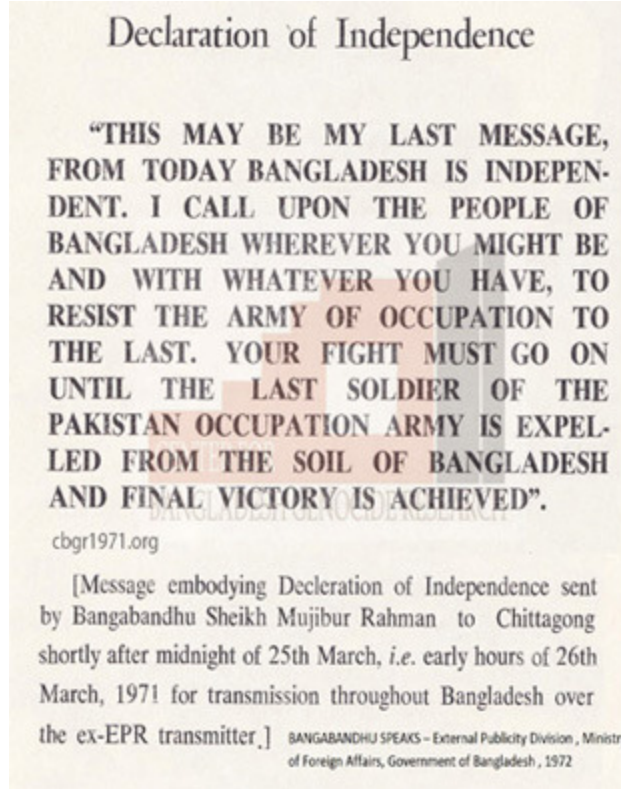 Declaration of Independence
“THIS MAY BE MY LAST MESSAGE,
FROM TODAY BANGLADESH IS INDEPEN-
DENT. I CALL UPON THE PEOPLE OF
BANGLADESH WHEREVER YOU MIGHT BE
AND WITH WHATEVER YOU HAVE, TO
RESIST THE ARMY OF OCCUPATION TO
THE LAST. YOUR FIGHT MUST GO ON
UNTIL THE LAST SOLDIER OF THE
PAKISTAN OCCUPATION ARMY IS EXPEL-
LED FROM THE SOIL OF BANGLADESH
AND FINAL VICTORY IS ACHIEVED”.
CENTER FOR
BANGLADESH GENOCIDE RESEARCH
cbgr1971.org
[Message embodying Decleration of Independence sent
by Bangabandhu Sheikh Mujibur Rahman to Chittagong
shortly after midnight of 25th March, i.e. early hours of 26th
March, 1971 for transmission throughout Bangladesh over
the ex-EPR transmitter.]
BANGABANDHU SPEAKS – External Publicity Division , Ministr
of Foreign Affairs, Government of Bangladesh , 1972